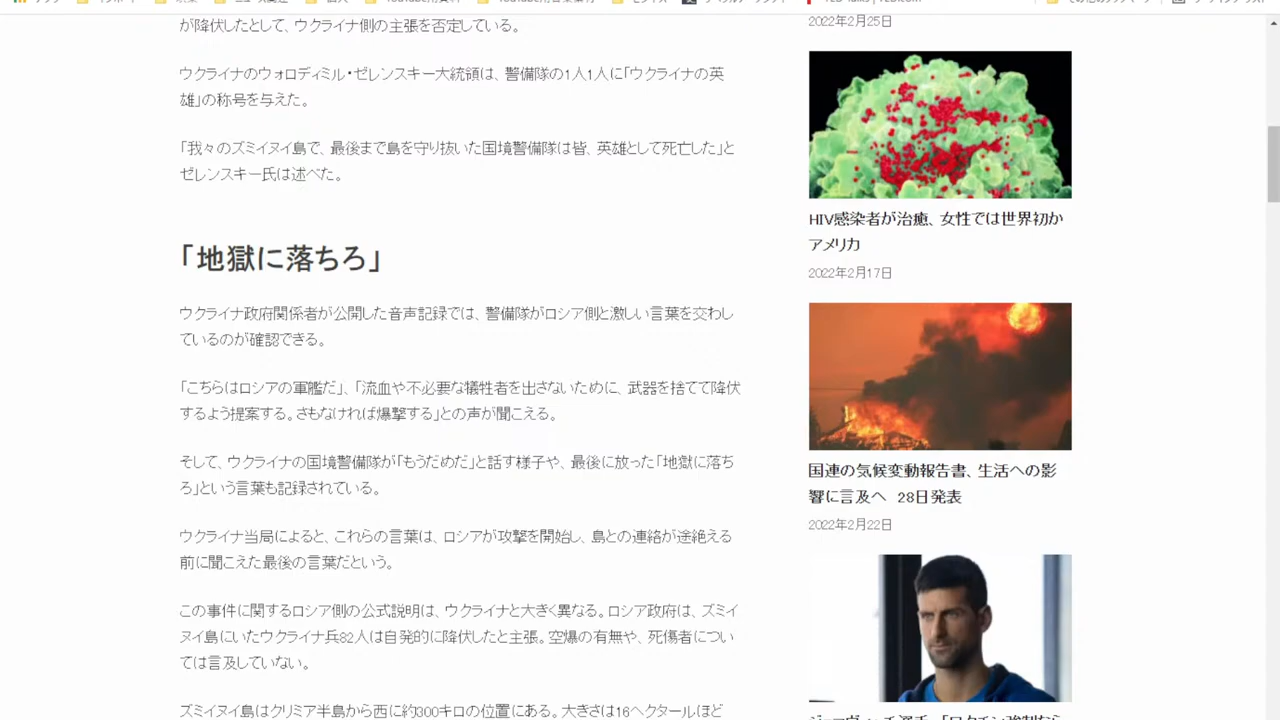 が降伏したとして、ウクライナ側の主張を否定している。
ウクライナのウォロディミル・ゼレンスキー大統領は、警備隊の1人1人に「ウクライナの英
雄」の称号を与えた。
「我々のズミイヌイ島で、最後まで島を守り抜いた国境警備隊は皆、英雄として死亡した」と
ゼレンスキー氏は述べた。
「地獄に落ちろ」
ウクライナ政府関係者が公開した音声記録では、警備隊がロシア側と激しい言葉を交わし
ているのが確認できる。
「こちらはロシアの軍艦だ」、「流血や不必要な犠牲者を出さないために、武器を捨てて降伏
するよう提案する。さもなければ爆撃する」との声が聞こえる。
そして、ウクライナの国境警備隊が「もうだめだ」と話す様子や、最後に放った「地獄に落ち
ろ」という言葉も記録されている。
ウクライナ当局によると、これらの言葉は、ロシアが攻撃を開始し、島との連絡が途絶える
前に聞こえた最後の言葉だという。
この事件に関するロシア側の公式説明は、ウクライナと大きく異なる。ロシア政府は、ズミイ
ヌイ島にいたウクライナ兵82人は自発的に降伏したと主張。空爆の有無や、死傷者につい
ては言及していない。
ズミイヌイ島はクリミア半島から西に約300キロの位置にある。大きさは16ヘクタールほど
2022年2月25日
HIV感染者が治癒、女性では世界初か
アメリカ
2022年2月17日
国連の気候変動報告書、生活への影
響に言及へ 28日発表
2022年2月22日